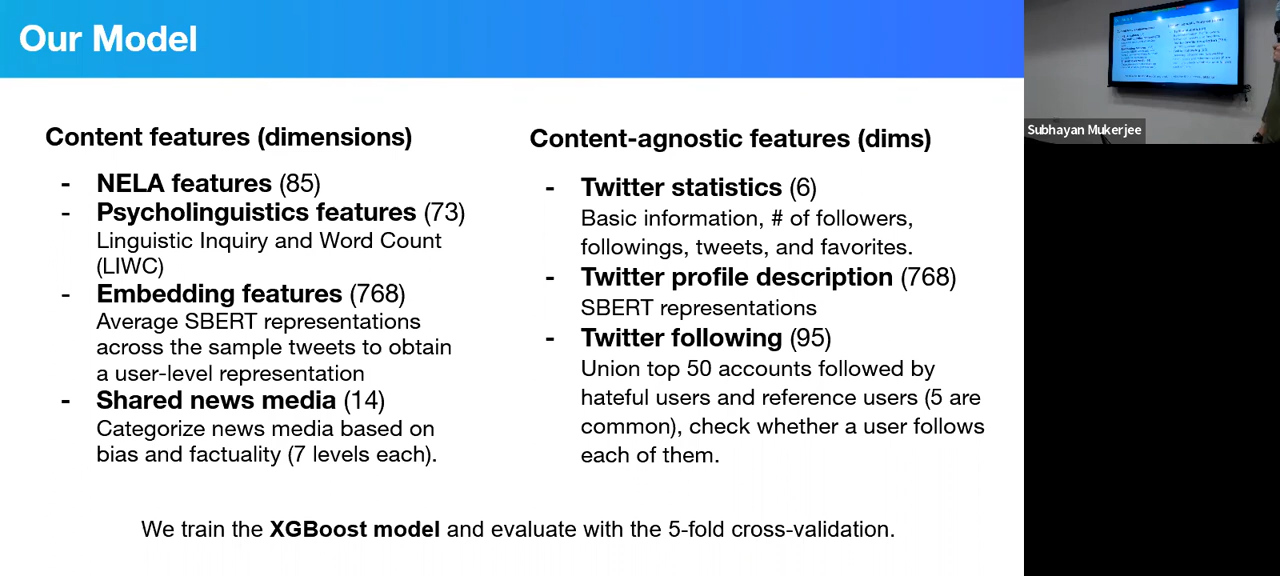 Our Model
Content features (dimensions)
- NELA features (85)
- Psycholinguistics features (73)
Linguistic Inquiry and Word Count
(LIWC)
- Embedding features (768)
Average SBERT representations
across the sample tweets to obtain
a user-level representation
- Shared news media (14)
Categorize news media based on
bias and factuality (7 levels each).
Content-agnostic features (dims)
- Twitter statistics (6)
Basic information, # of followers,
followings, tweets, and favorites.
- Twitter profile description (768)
SBERT representations
- Twitter following (95)
Union top 50 accounts followed by
hateful users and reference users (5 are
common), check whether a user follows
each of them.
We train the XGBoost model and evaluate with the 5-fold cross-validation.
Subhayan Mukerjee